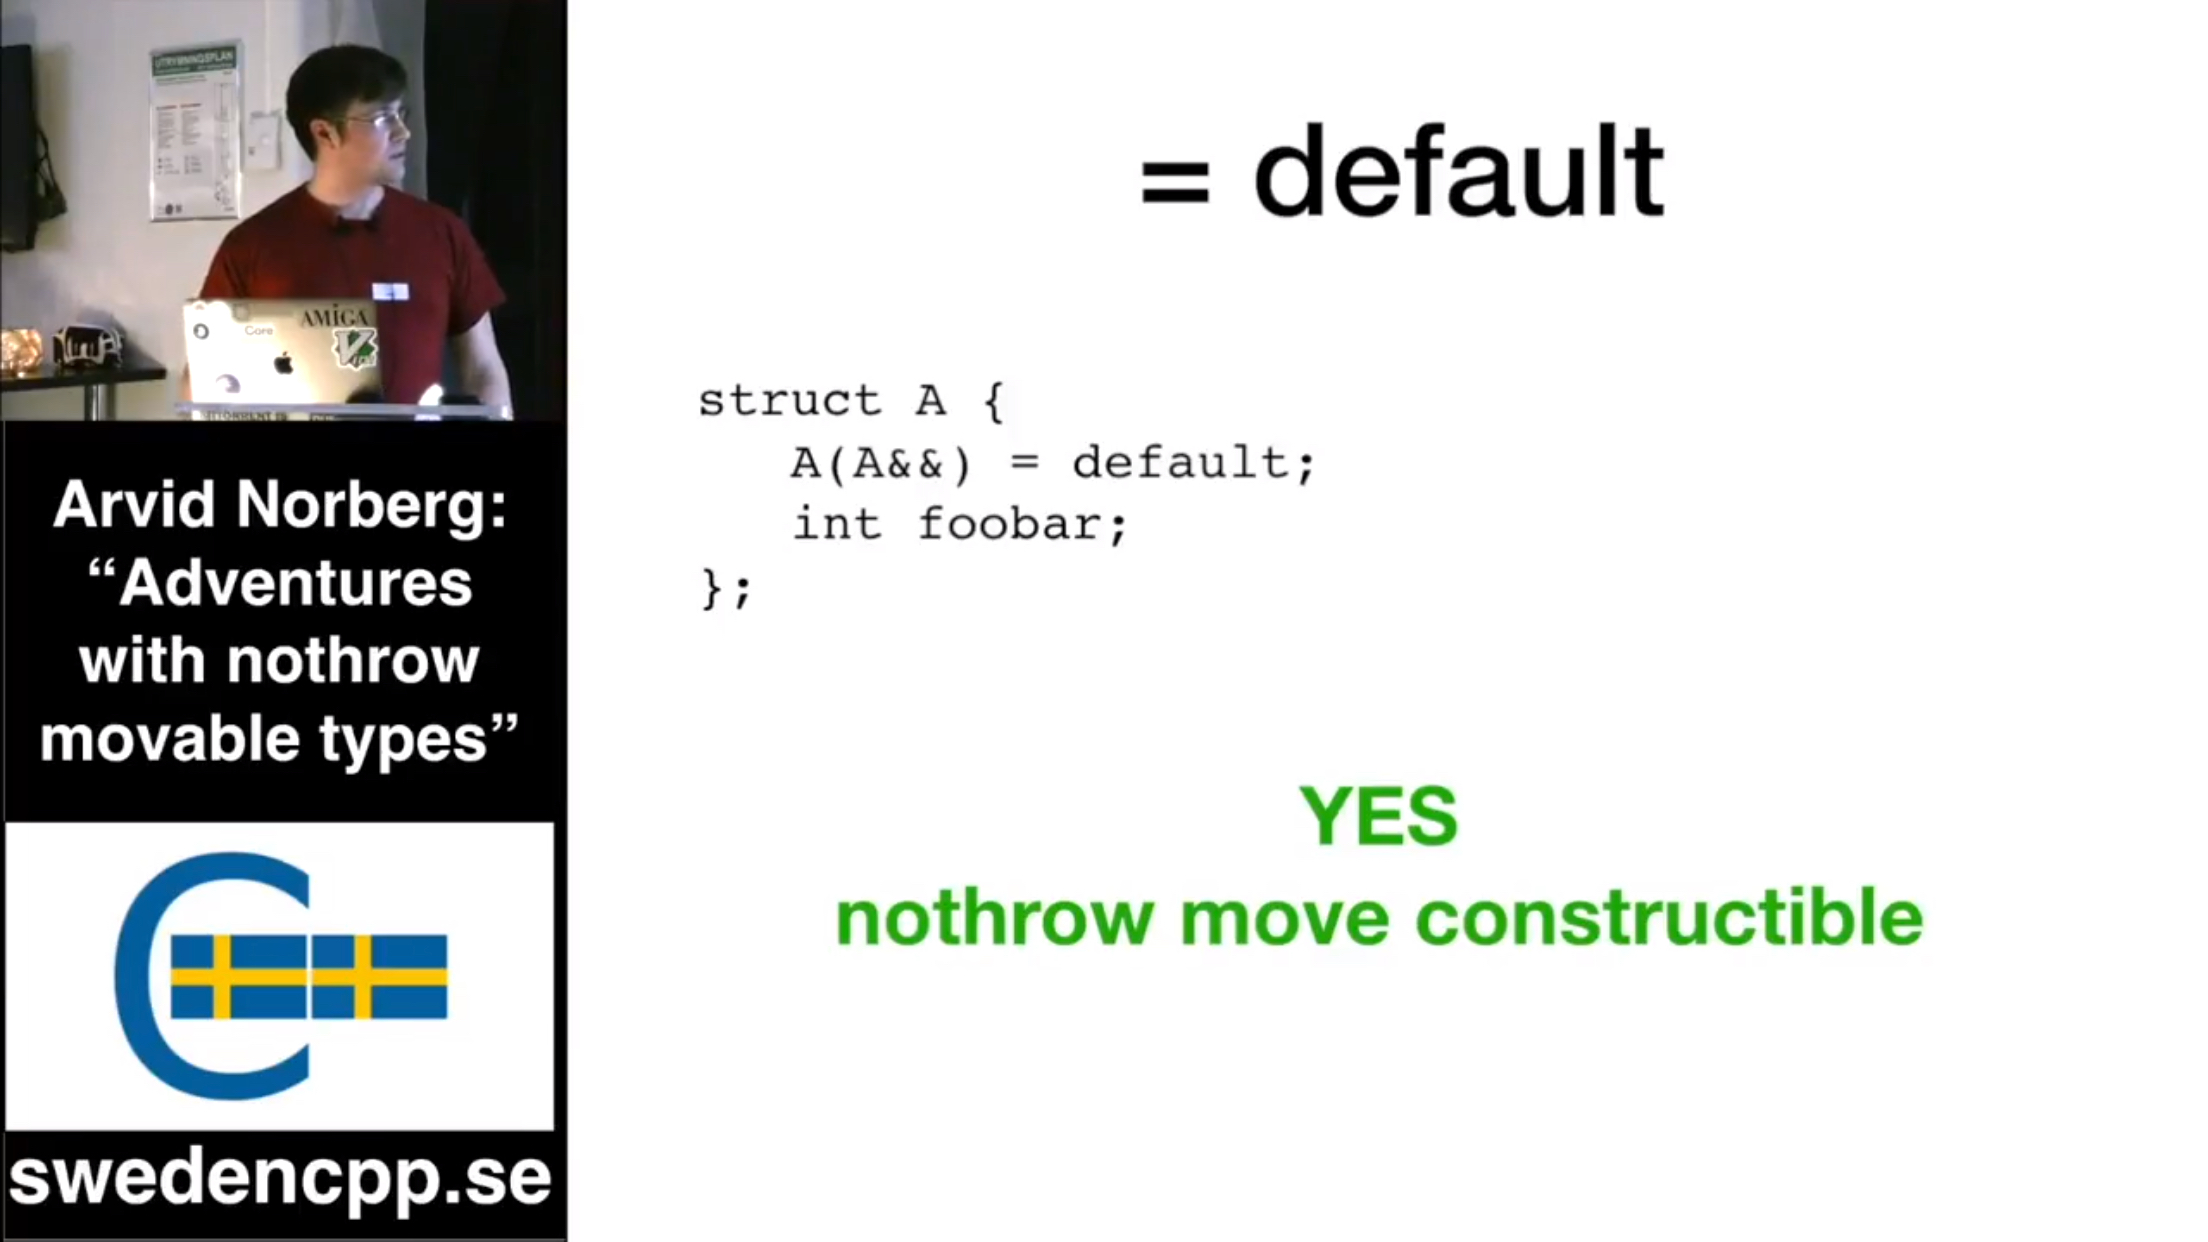 UTRYMNINGSPLAN
AMIGA
Core
Arvid Norberg:
“Adventures
with nothrow
movable types”
swedencpp.se
= default
struct A {
A(A&&) = default;
int foobar;
};
YES
nothrow move constructible